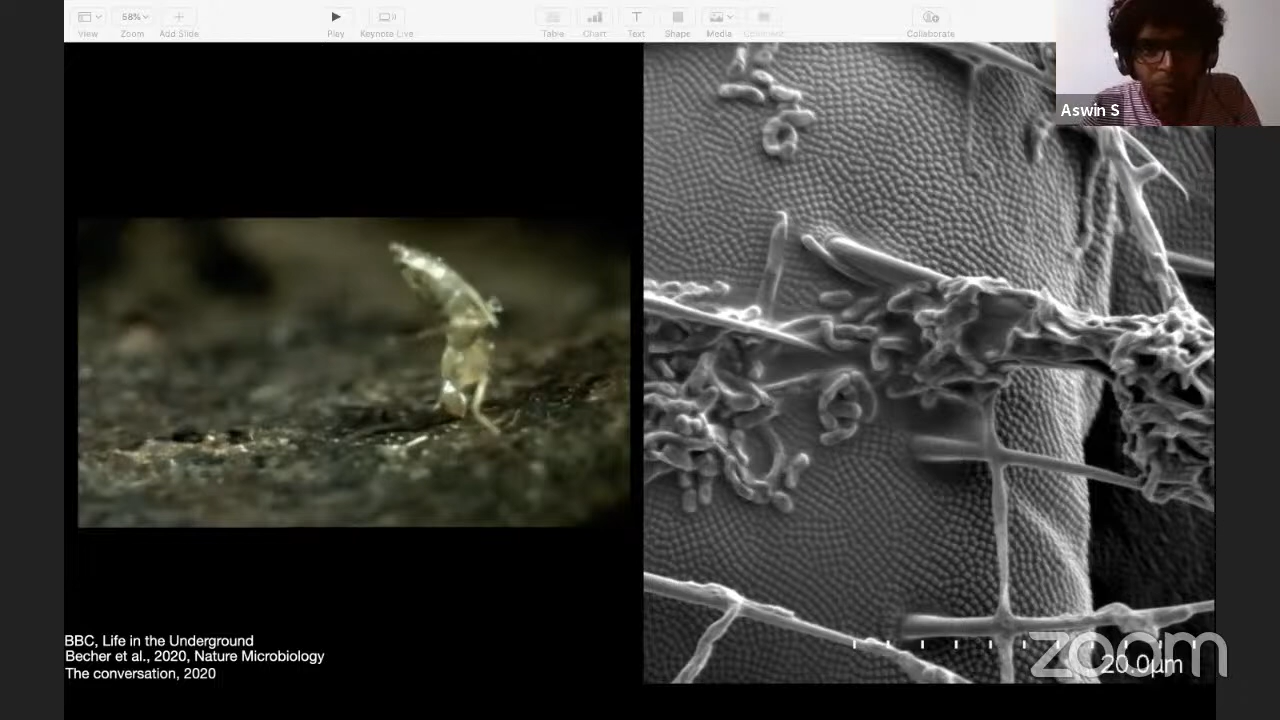 58%
View
Zoom
Add Slide
Play
Keynote Live
Table
Chart
Text
Shape
Media
Collaborate
Aswin S
BBC, Life in the Underground
Becher et al., 2020, Nature Microbiology
The conversation, 2020
20.0µm
zoom